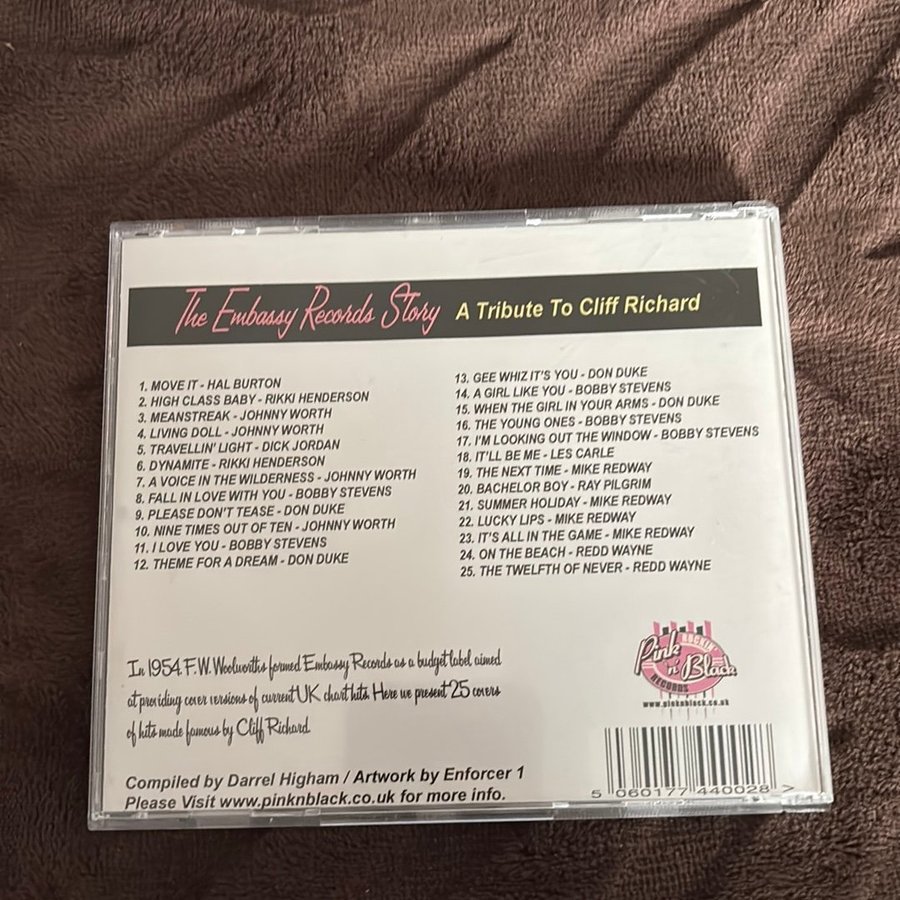 The Embassy Records Story A Tribute To Cliff Richard
1. MOVE IT - HAL BURTON
2. HIGH CLASS BABY - RIKKI HENDERSON
3. MEANSTREAK - JOHNNY WORTH
4. LIVING DOLL - JOHNNY WORTH
5. TRAVELLIN' LIGHT - DICK JORDAN
6. DYNAMITE - RIKKI HENDERSON
7. A VOICE IN THE WILDERNESS - JOHNNY WORTH
8. FALL IN LOVE WITH YOU - BOBBY STEVENS
9. PLEASE DON'T TEASE - DON DUKE
10. NINE TIMES OUT OF TEN - JOHNNY WORTH
11. I LOVE YOU - BOBBY STEVENS
12. THEME FOR A DREAM - DON DUKE
13. GEE WHIZ IT'S YOU - DON DUKE
14. A GIRL LIKE YOU - BOBBY STEVENS
15. WHEN THE GIRL IN YOUR ARMS - DON DUKE
16. THE YOUNG ONES - BOBBY STEVENS
17. I'M LOOKING OUT THE WINDOW - BOBBY STEVENS
18. IT'LL BE ME - LES CARLE
19. THE NEXT TIME - MIKE REDWAY
20. BACHELOR BOY - RAY PILGRIM
21. SUMMER HOLIDAY - MIKE REDWAY
22. LUCKY LIPS - MIKE REDWAY
23. IT'S ALL IN THE GAME - MIKE REDWAY
24. ON THE BEACH - REDD WAYNE
25. THE TWELFTH OF NEVER - REDD WAYNE
In 1954 F.W. Woolworths formed Embassy Records as a budget label aimed
at providing cover versions of current UK chart hits. Here we present 25 covers
of hits made famous by Cliff Richard.
Compiled by Darrel Higham / Artwork by Enforcer 1
Please Visit www.pinknblack.co.uk for more info.
ROCKIN'
Pink 'n' Black
RECORDS
www.pinknblack.co.uk
5 060177 440028 >